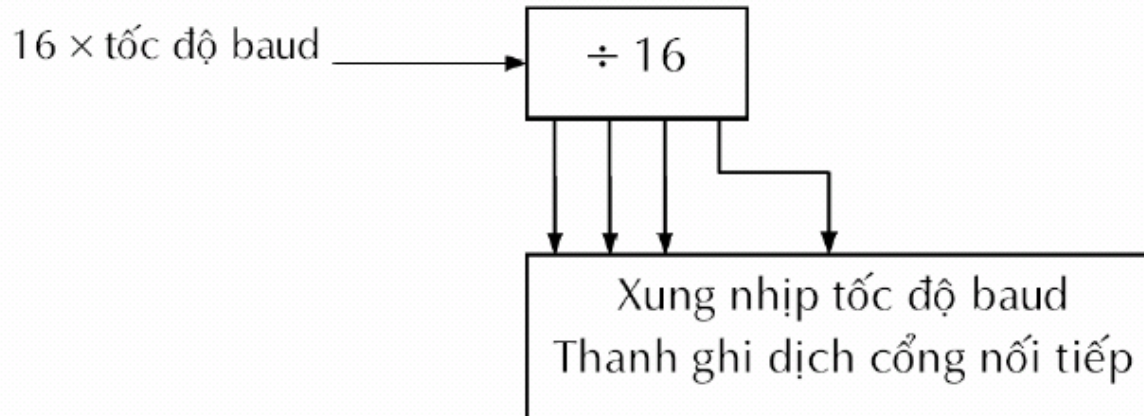 16 × tốc độ baud
÷ 16
Xung nhịp tốc độ baud
Thanh ghi dịch cổng nối tiếp